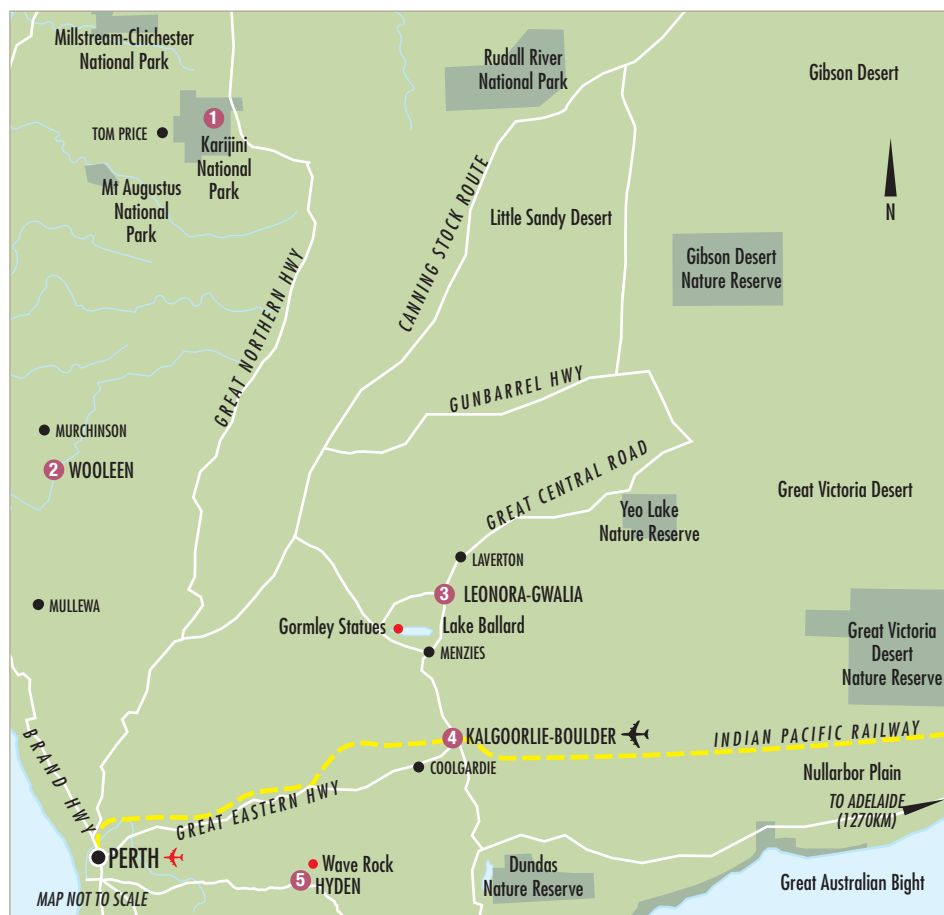 Millstream-Chichester
National Park
Rudall River
National Park
Gibson Desert
1
TOM PRICE
Karijini
National
Park
Mt Augustus
National
Park
N
CANNING STOCK ROUTE
Little Sandy Desert
Gibson Desert
Nature Reserve
GREAT NORTHERN HWY
GUNBARREL HWY
MURCHINSON
2 WOOLEEN
GREAT CENTRAL ROAD
Great Victoria Desert
Yeo Lake
Nature Reserve
LAVERTON
3 LEONORA-GWALIA
MULLEWA
Gormley Statues
Lake Ballard
MENZIES
Great Victoria
Desert
Nature Reserve
4 KALGOORLIE-BOULDER
INDIAN PACIFIC RAILWAY
BRAND HWY
COOLGARDIE
Nullarbor Plain
GREAT EASTERN HWY
TO ADELAIDE
(1270KM)
PERTH
Wave Rock
5 HYDEN
Dundas
Nature Reserve
Great Australian Bight
MAP NOT TO SCALE